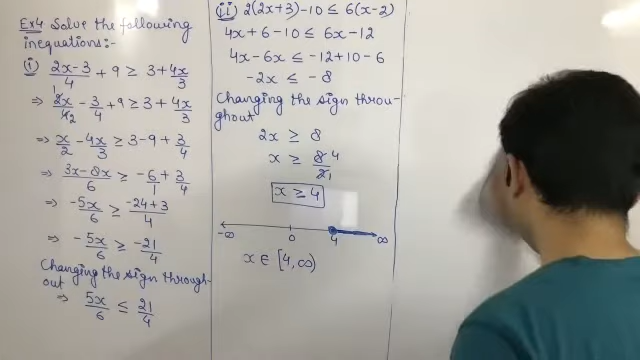 Ex4 Solve the following
inequations:-
(i) (2x-3)/4 + 9 ≥ 3 + 4x/3
⇒ 2x/4 - 3/4 + 9 ≥ 3 + 4x/3
⇒ x/2 - 4x/3 ≥ 3 - 9 + 3/4
⇒ (3x-8x)/6 ≥ -6/1 + 3/4
⇒ -5x/6 ≥ (-24+3)/4
⇒ -5x/6 ≥ -21/4
Changing the sign through-
out
⇒ 5x/6 ≤ 21/4
(ii) 2(2x+3)-10 ≤ 6(x-2)
4x+6-10 ≤ 6x-12
4x-6x ≤ -12+10-6
-2x ≤ -8
Changing the sign throu-
ghout
2x ≥ 8
x ≥ 8/2
x ≥ 4
-∞ 0 4 ∞
x ∈ [4, ∞)